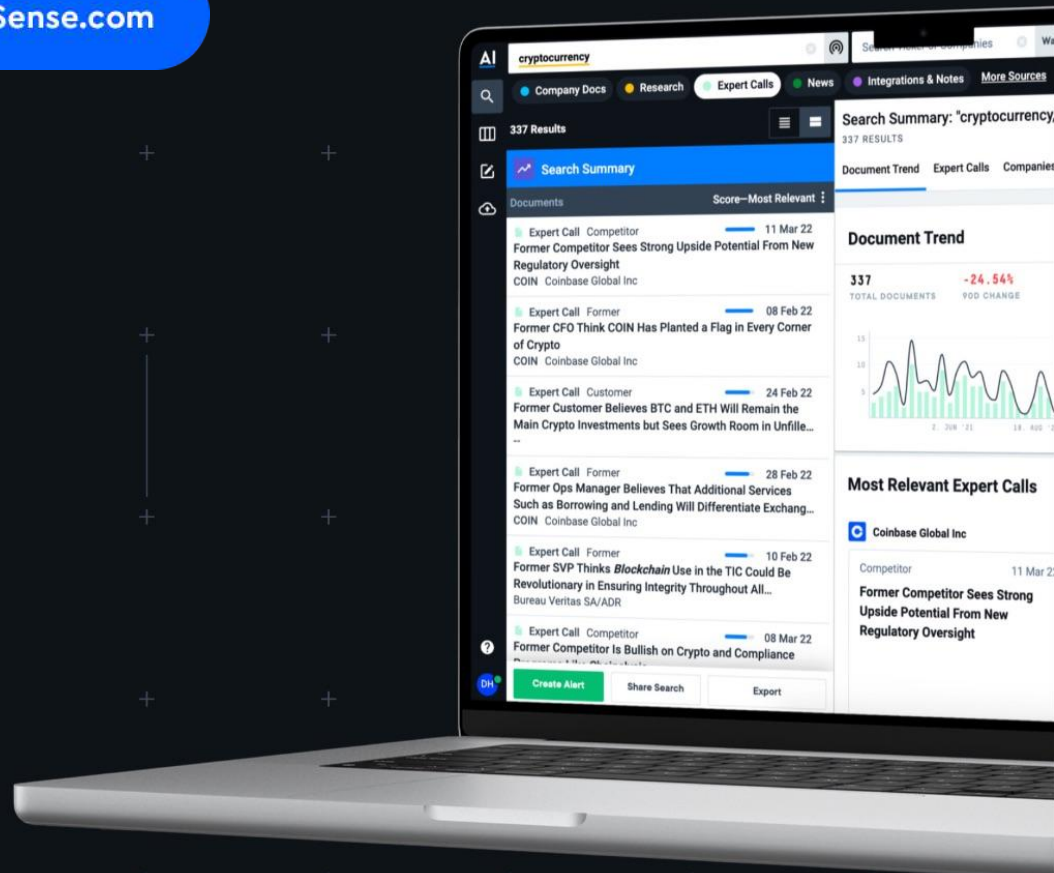 Sense.com
AI
cryptocurrency
Company Docs
Research
Expert Calls
News
Integrations & Notes
More Sources
337 Results
Search Summary
Documents
Score—Most Relevant
Expert Call Competitor 11 Mar 22
Former Competitor Sees Strong Upside Potential From New
Regulatory Oversight
COIN Coinbase Global Inc
Expert Call Former 08 Feb 22
Former CFO Think COIN Has Planted a Flag in Every Corner
of Crypto
COIN Coinbase Global Inc
Expert Call Customer 24 Feb 22
Former Customer Believes BTC and ETH Will Remain the
Main Crypto Investments but Sees Growth Room in Unfille...
--
Expert Call Former 28 Feb 22
Former Ops Manager Believes That Additional Services
Such as Borrowing and Lending Will Differentiate Exchang...
COIN Coinbase Global Inc
Expert Call Former 10 Feb 22
Former SVP Thinks Blockchain Use in the TIC Could Be
Revolutionary in Ensuring Integrity Throughout All...
Bureau Veritas SA/ADR
Expert Call Competitor 08 Mar 22
Former Competitor Is Bullish on Crypto and Compliance
DH
Create Alert
Share Search
Export
Search Summary: "cryptocurrency,
337 RESULTS
Document Trend Expert Calls Companies
Document Trend
337 -24.54%
TOTAL DOCUMENTS 90D CHANGE
15
10
5
2. JUN '21
Most Relevant Expert Calls
Coinbase Global Inc
Competitor 11 Mar 22
Former Competitor Sees Strong
Upside Potential From New
Regulatory Oversight